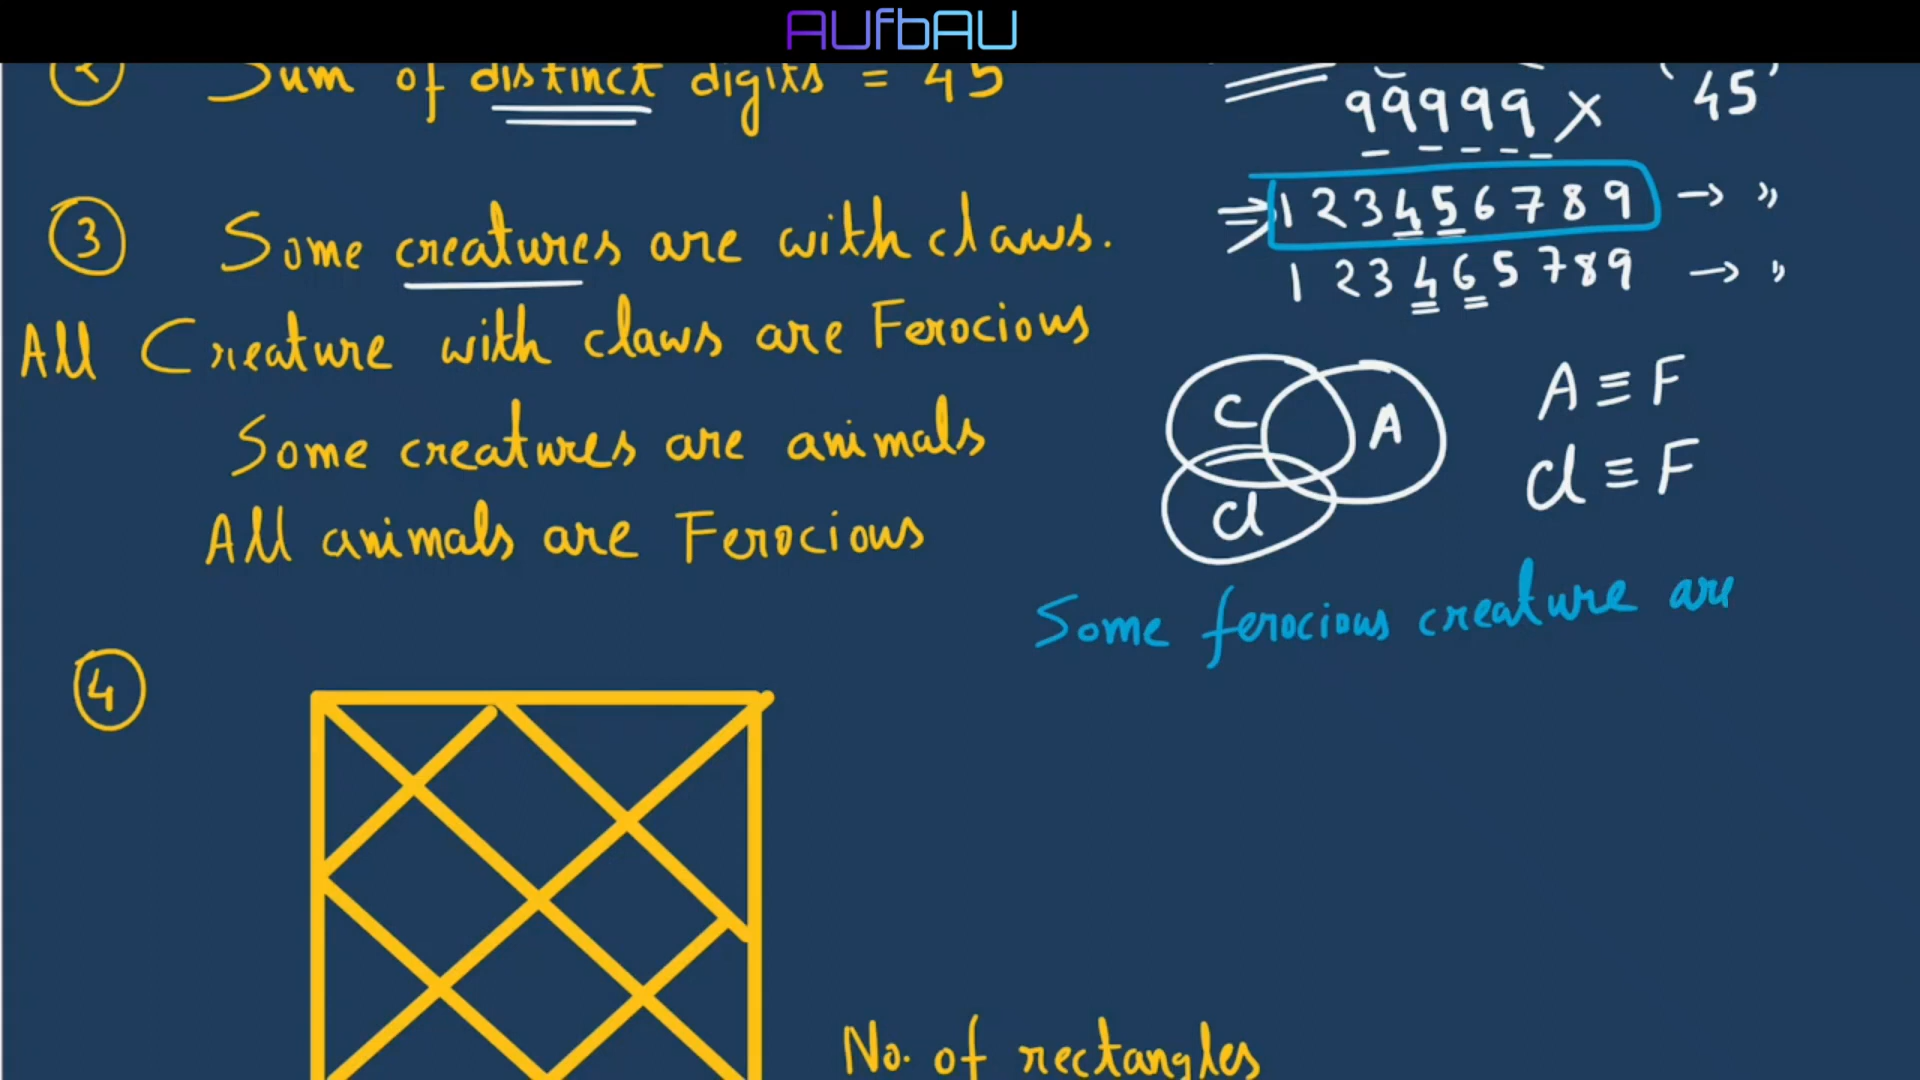 AUfbAU
2 Sum of distinct digits = 45
99999 X '45'
1 2 3 4 5 6 7 8 9 → "
1 2 3 4 6 5 7 8 9 → "
3 Some creatures are with claws.
All Creature with claws are Ferocious
Some creatures are animals
All animals are Ferocious
C A
cl
A ≡ F
cl ≡ F
Some ferocious creature are
4
No. of rectangles